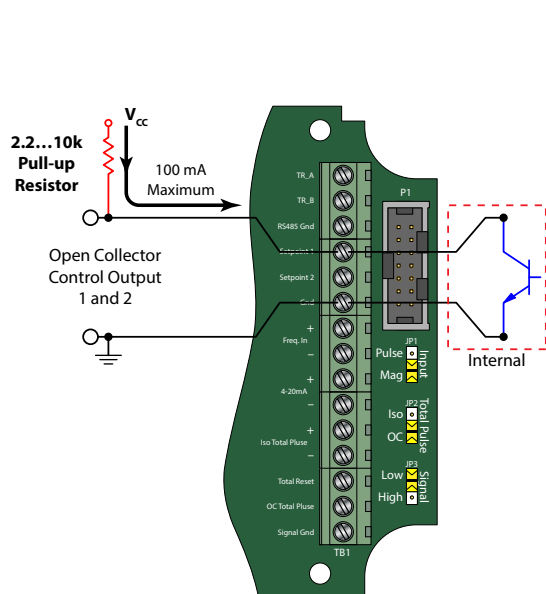 V_cc
2.2...10k
Pull-up
Resistor
100 mA
Maximum
Open Collector
Control Output
1 and 2
TR_A
TR_B
RS485 Gnd
Setpoint 1
Setpoint 2
Gnd
+
Freq. In
–
+
4-20mA
–
+
Iso Total Pluse
–
Total Reset
OC Total Pluse
Signal Gnd
TB1
P1
JP1
Pulse
Mag
Input
JP2
Iso
OC
Total Pulse
JP3
Low
High
Signal
Internal